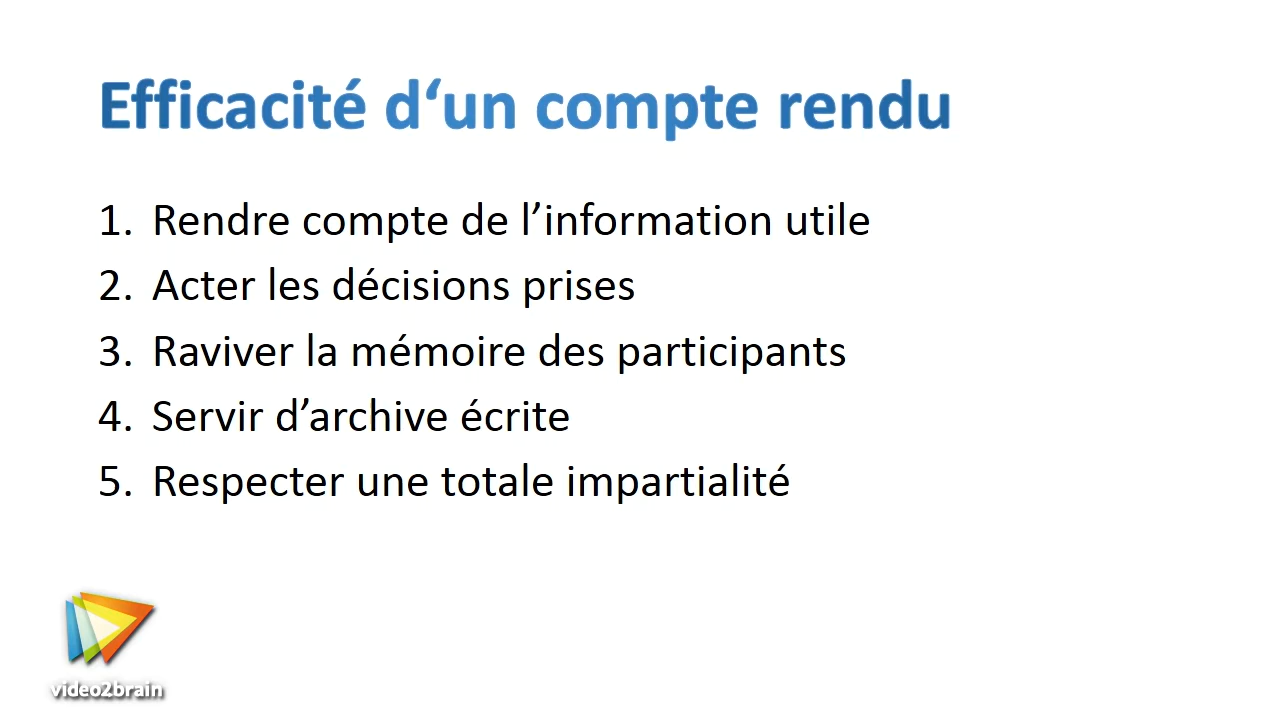 Efficacité d‘un compte rendu
1. Rendre compte de l’information utile
2. Acter les décisions prises
3. Raviver la mémoire des participants
4. Servir d’archive écrite
5. Respecter une totale impartialité
video2brain